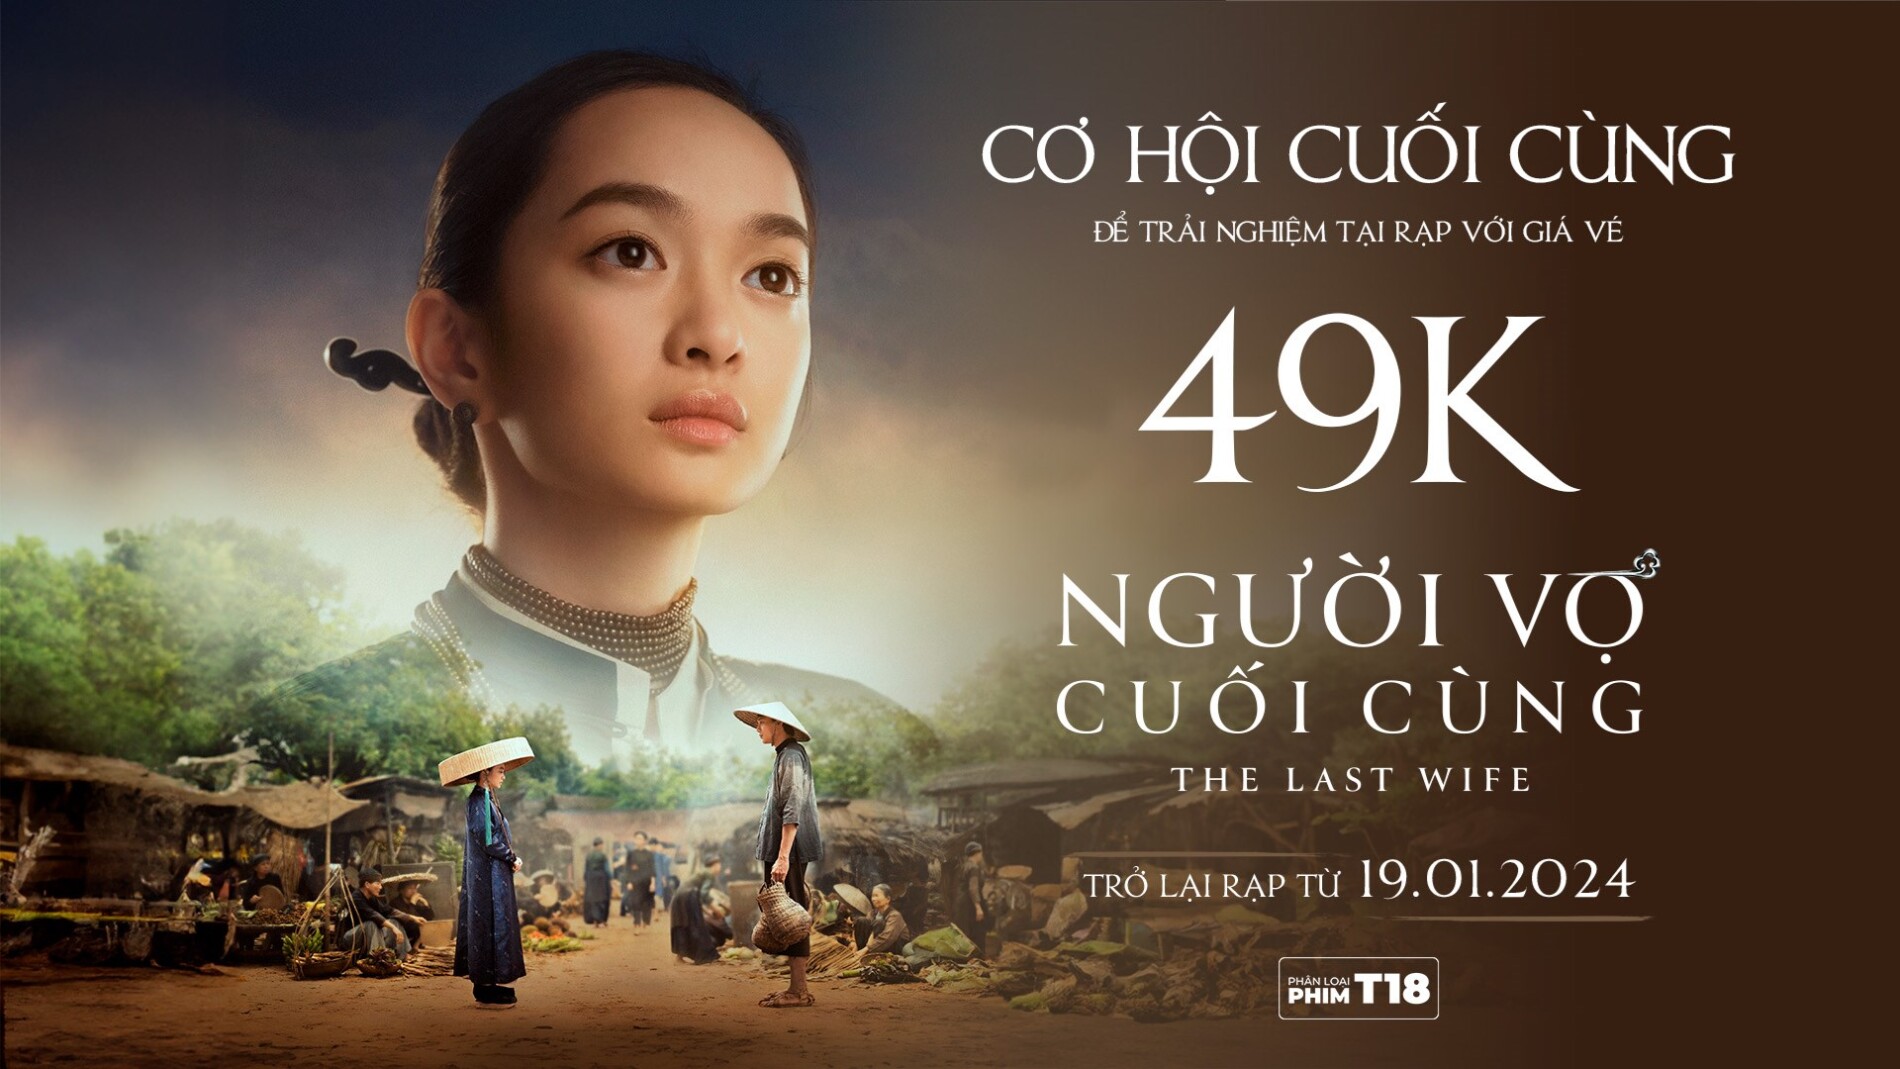 CƠ HỘI CUỐI CÙNG
ĐỂ TRẢI NGHIỆM TẠI RẠP VỚI GIÁ VÉ
49K
NGƯỜI VỢ
CUỐI CÙNG
THE LAST WIFE
TRỞ LẠI RẠP TỪ 19.01.2024
PHÂN LOẠI
PHIM T18